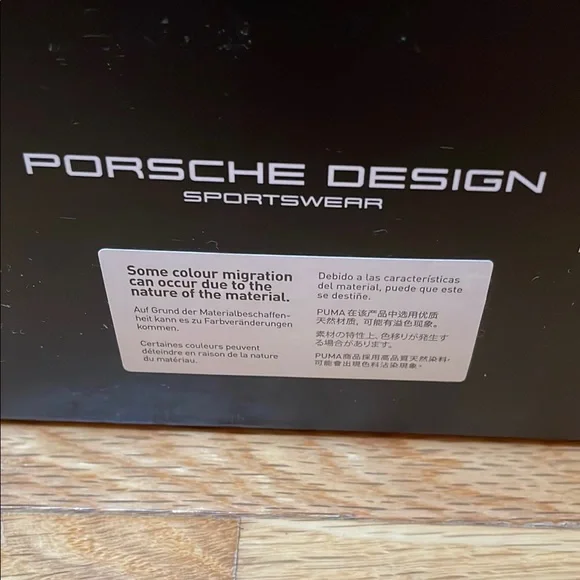 PORSCHE DESIGN
SPORTSWEAR
Some colour migration
can occur due to the
nature of the material.
Auf Grund der Materialbeschaffen-
heit kann es zu Farbveränderungen
kommen.
Certaines couleurs peuvent
déteindre en raison de la nature
du matériau.
Debido a las características
del material, puede que este
se destiñe.
PUMA 在该产品中选用优质
天然材质, 可能有溢色现象。
素材の特性上、色移りが発生す
る場合があります。
PUMA商品採用高品質天然染料,
可能會出現色料沾染現象。